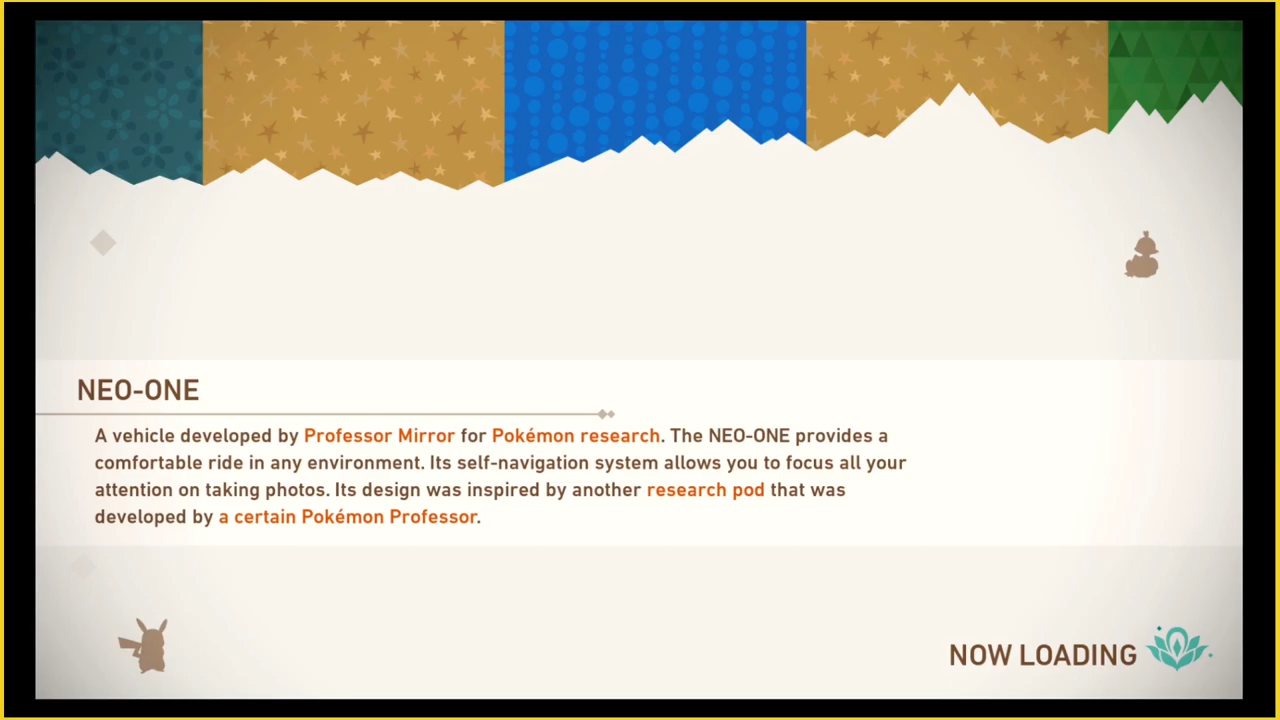 NEO-ONE
A vehicle developed by Professor Mirror for Pokémon research. The NEO-ONE provides a
comfortable ride in any environment. Its self-navigation system allows you to focus all your
attention on taking photos. Its design was inspired by another research pod that was
developed by a certain Pokémon Professor.
NOW LOADING